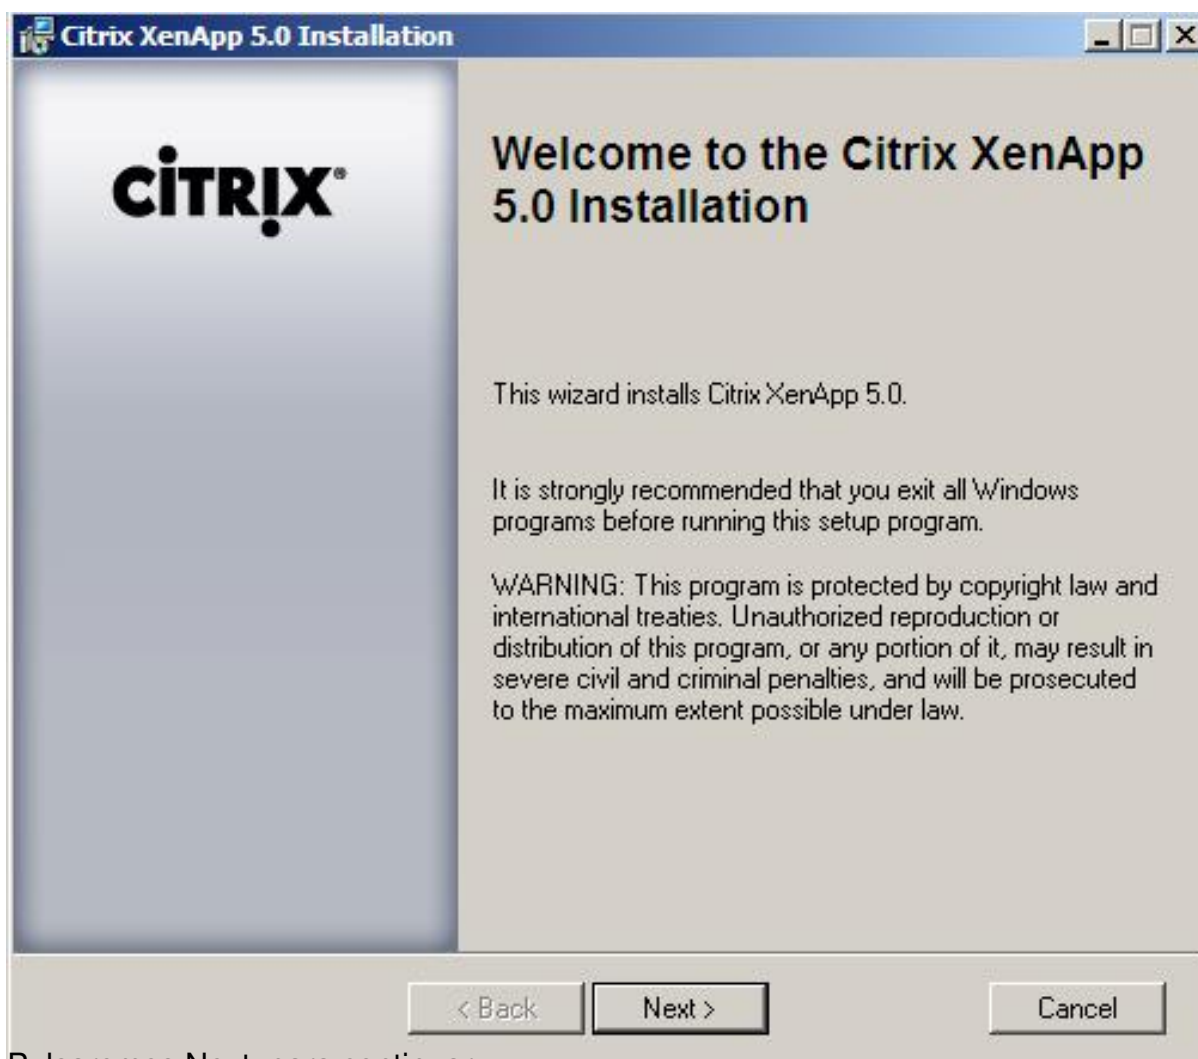 Citrix XenApp 5.0 Installation
CITRIX®
Welcome to the Citrix XenApp
5.0 Installation
This wizard installs Citrix XenApp 5.0.
It is strongly recommended that you exit all Windows
programs before running this setup program.
WARNING: This program is protected by copyright law and
international treaties. Unauthorized reproduction or
distribution of this program, or any portion of it, may result in
severe civil and criminal penalties, and will be prosecuted
to the maximum extent possible under law.
< Back
Next >
Cancel